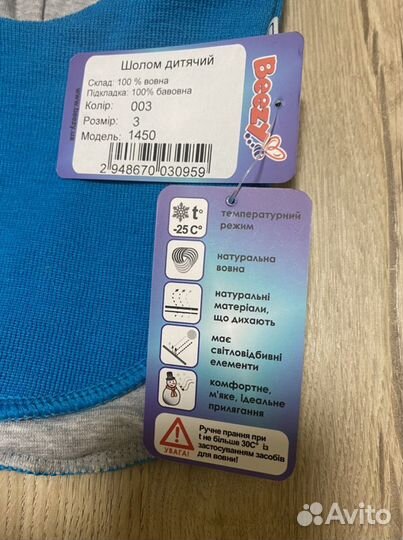 Шолом дитячий
Склад: 100 % вовна
Підкладка: 100% бавовна
Колір: 003
Розмір: 3
Модель: 1450
2 948670 030959
Beezy
t°
-25 C°
температурний
режим
натуральна
вовна
натуральні
матеріали,
що дихають
має
світловідбивні
елементи
комфортне,
м'яке, ідеальне
прилягання
УВАГА!
Ручне прання при
t не більше 30С° із
застосуванням засобів
для вовни!
Avito